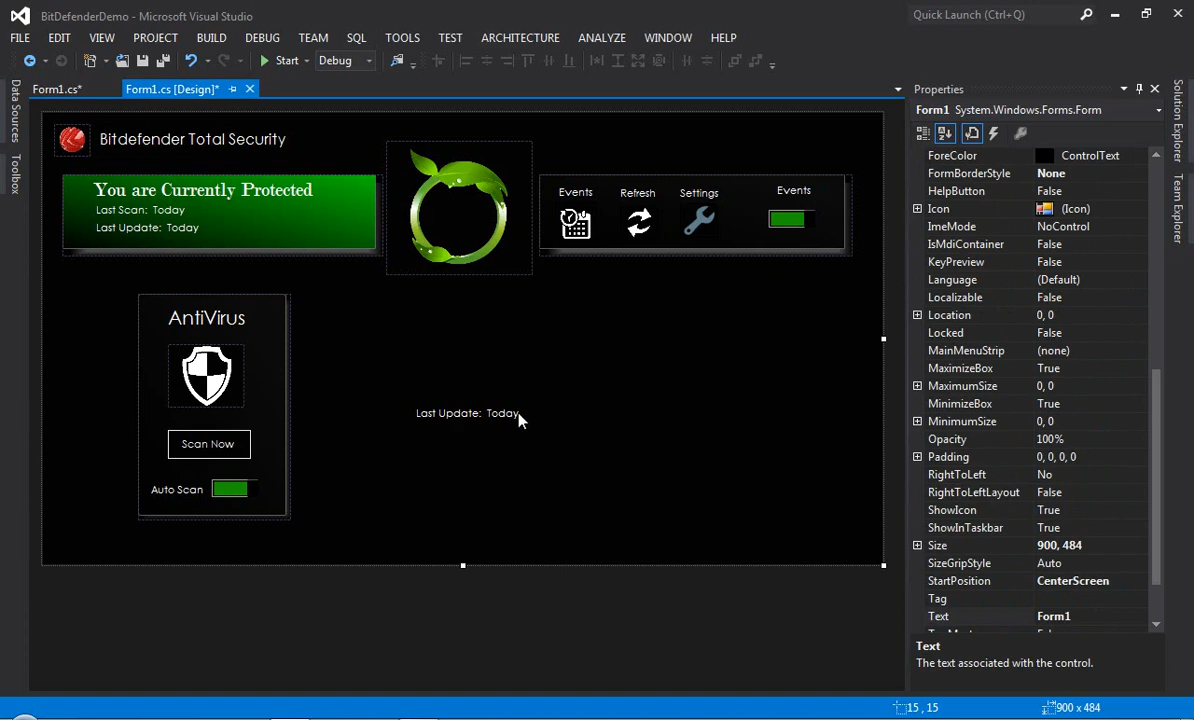 BitDefenderDemo - Microsoft Visual Studio
Quick Launch (Ctrl+Q)
FILE EDIT VIEW PROJECT BUILD DEBUG TEAM SQL TOOLS TEST ARCHITECTURE ANALYZE WINDOW HELP
Start Debug
Form1.cs* Form1.cs [Design]*
Data Sources
Toolbox
Bitdefender Total Security
You are Currently Protected
Last Scan: Today
Last Update: Today
Events Refresh Settings Events
AntiVirus
Scan Now
Auto Scan
Last Update: Today
Properties
Form1 System.Windows.Forms.Form
ForeColor ControlText
FormBorderStyle None
HelpButton False
Icon (Icon)
ImeMode NoControl
IsMdiContainer False
KeyPreview False
Language (Default)
Localizable False
Location 0, 0
Locked False
MainMenuStrip (none)
MaximizeBox True
MaximumSize 0, 0
MinimizeBox True
MinimumSize 0, 0
Opacity 100%
Padding 0, 0, 0, 0
RightToLeft No
RightToLeftLayout False
ShowIcon True
ShowInTaskbar True
Size 900, 484
SizeGripStyle Auto
StartPosition CenterScreen
Tag
Text Form1
Text
The text associated with the control.
Solution Explorer
Team Explorer
15 , 15
900 x 484